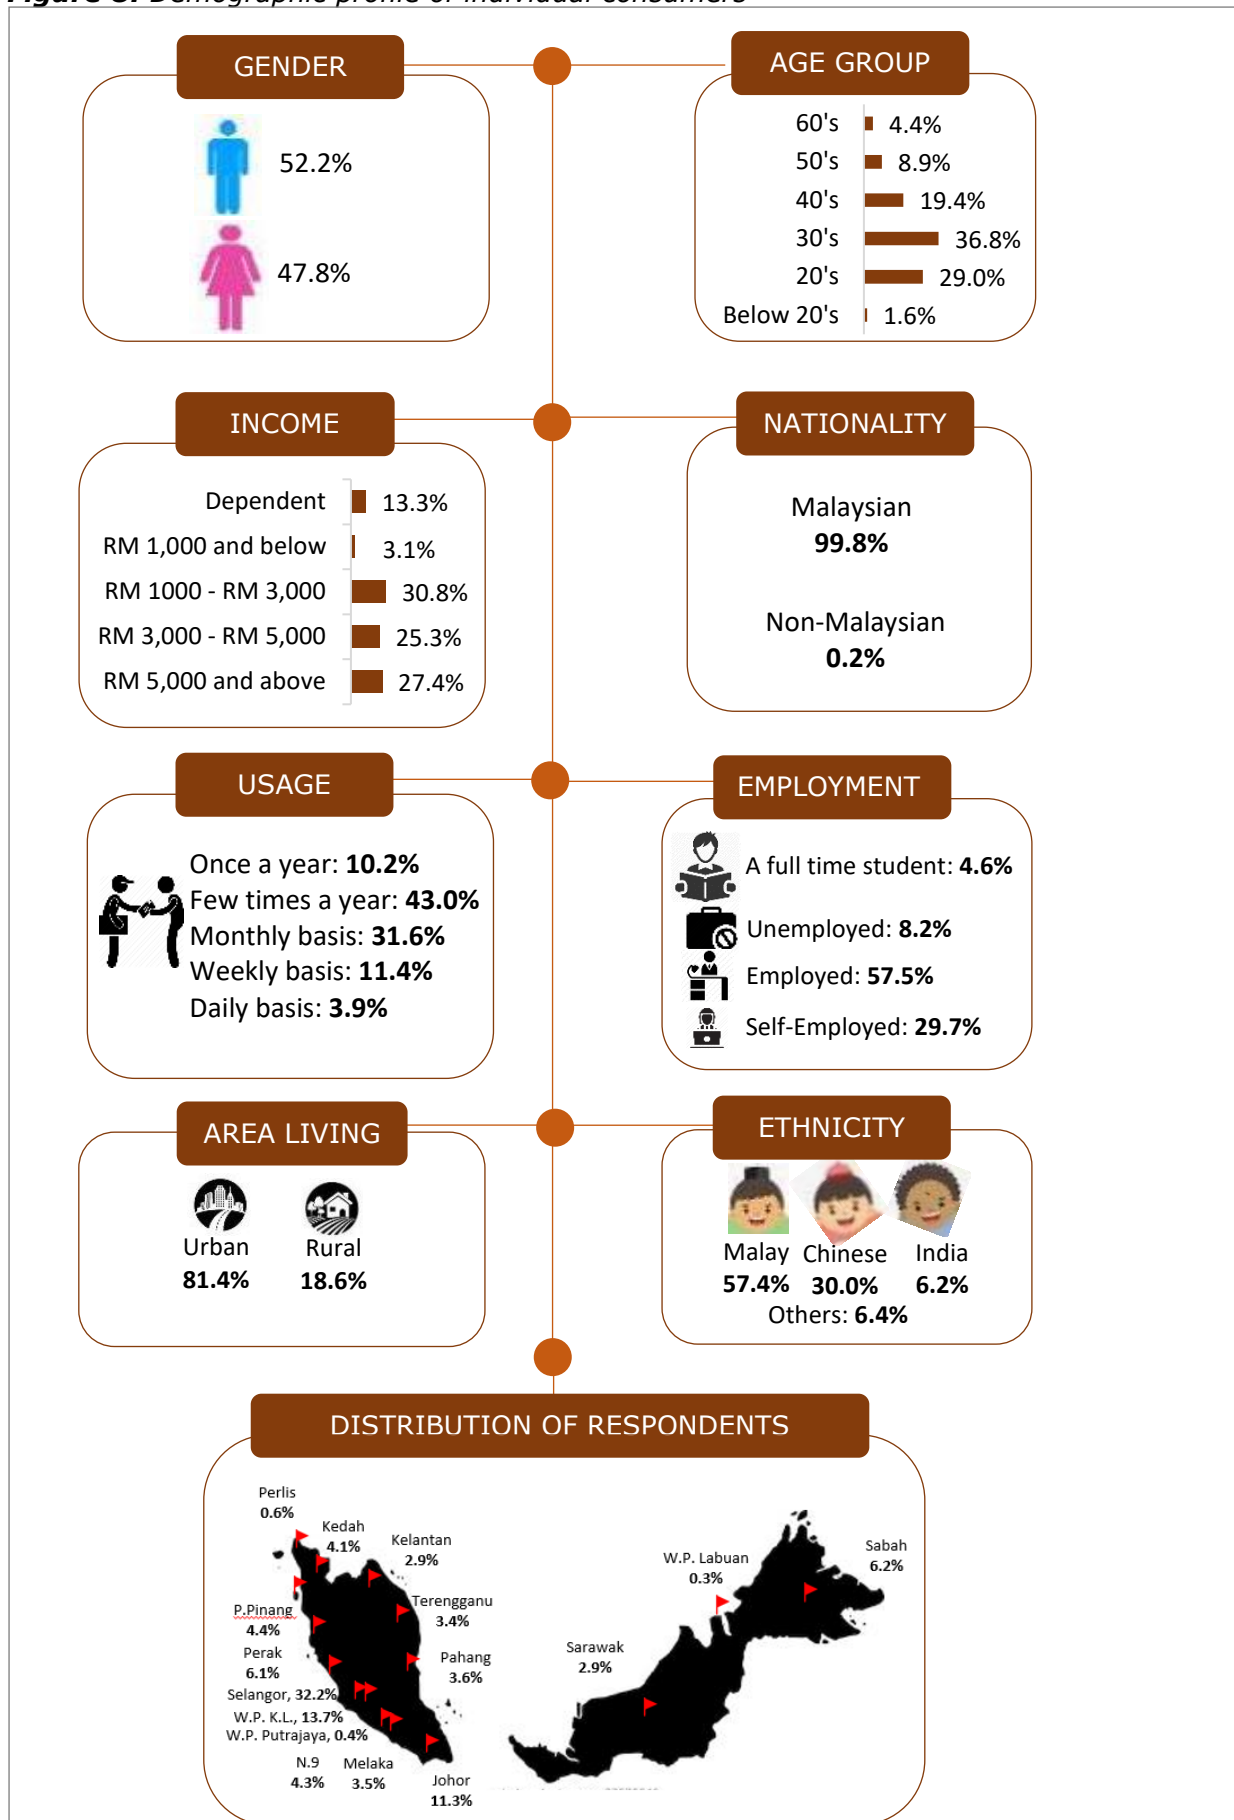 Figure 3: Demographic profile of individual consumers
GENDER
52.2%
47.8%
AGE GROUP
60's 4.4%
50's 8.9%
40's 19.4%
30's 36.8%
20's 29.0%
Below 20's 1.6%
INCOME
Dependent 13.3%
RM 1,000 and below 3.1%
RM 1000 - RM 3,000 30.8%
RM 3,000 - RM 5,000 25.3%
RM 5,000 and above 27.4%
NATIONALITY
Malaysian
99.8%
Non-Malaysian
0.2%
USAGE
Once a year: 10.2%
Few times a year: 43.0%
Monthly basis: 31.6%
Weekly basis: 11.4%
Daily basis: 3.9%
EMPLOYMENT
A full time student: 4.6%
Unemployed: 8.2%
Employed: 57.5%
Self-Employed: 29.7%
AREA LIVING
Urban
81.4%
Rural
18.6%
ETHNICITY
Malay
57.4%
Chinese
30.0%
India
6.2%
Others: 6.4%
DISTRIBUTION OF RESPONDENTS
Perlis
0.6%
Kedah
4.1%
Kelantan
2.9%
Terengganu
3.4%
P.Pinang
4.4%
Perak
6.1%
Pahang
3.6%
Selangor, 32.2%
W.P. K.L., 13.7%
W.P. Putrajaya, 0.4%
N.9
4.3%
Melaka
3.5%
Johor
11.3%
W.P. Labuan
0.3%
Sabah
6.2%
Sarawak
2.9%